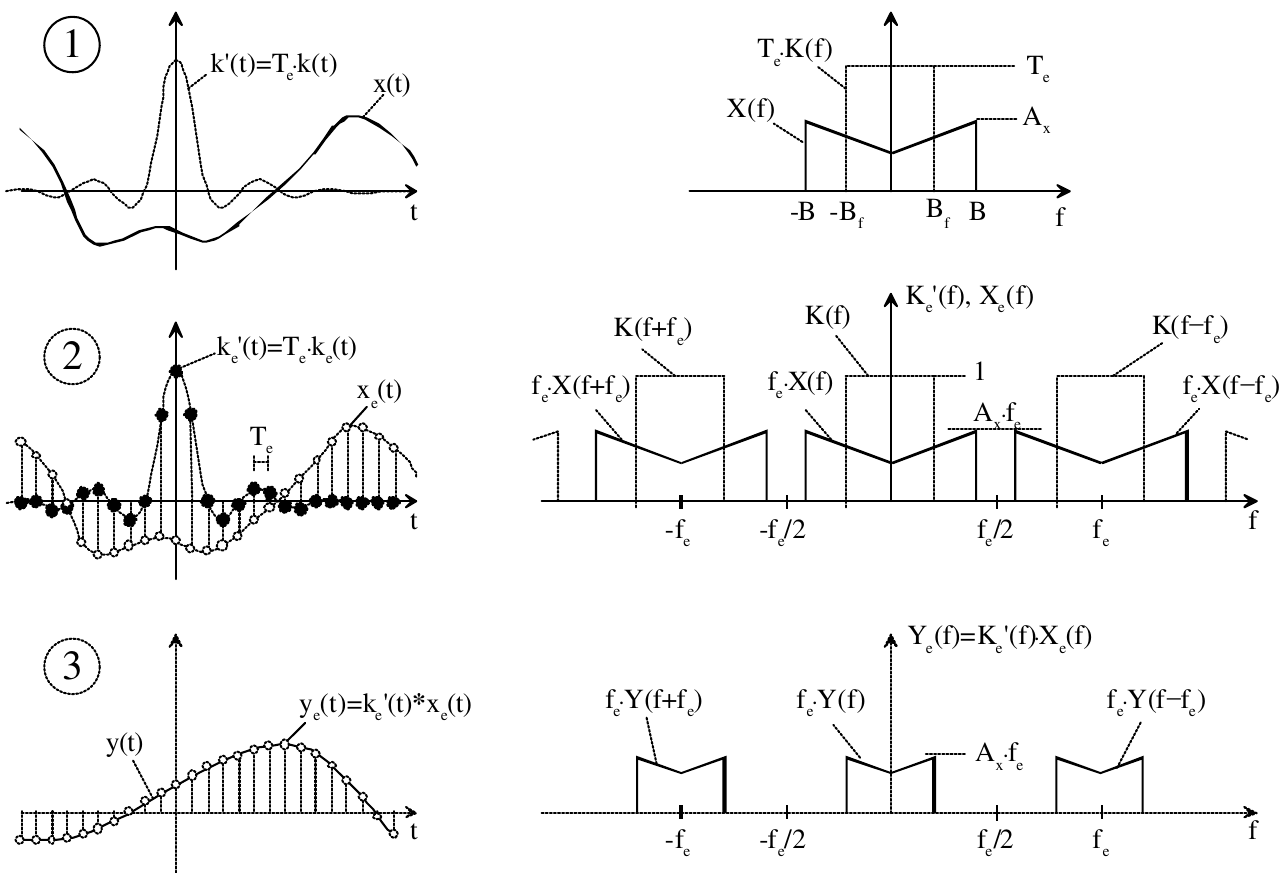 1
k'(t)=Tₑ·k(t)
x(t)
t
Tₑ·K(f)
Tₑ
X(f)
Aₓ
-B -B_f B_f B
f
2
kₑ'(t)=Tₑ·kₑ(t)
xₑ(t)
Tₑ
t
Kₑ'(f), Xₑ(f)
K(f+fₑ) K(f) K(f−fₑ)
fₑ·X(f+fₑ) fₑ·X(f) 1 fₑ·X(f−fₑ)
Aₓ·fₑ
-fₑ -fₑ/2 fₑ/2 fₑ f
3
yₑ(t)=kₑ'(t)*xₑ(t)
y(t)
t
Yₑ(f)=Kₑ'(f)·Xₑ(f)
fₑ·Y(f+fₑ) fₑ·Y(f) fₑ·Y(f−fₑ)
Aₓ·fₑ
-fₑ -fₑ/2 fₑ/2 fₑ f